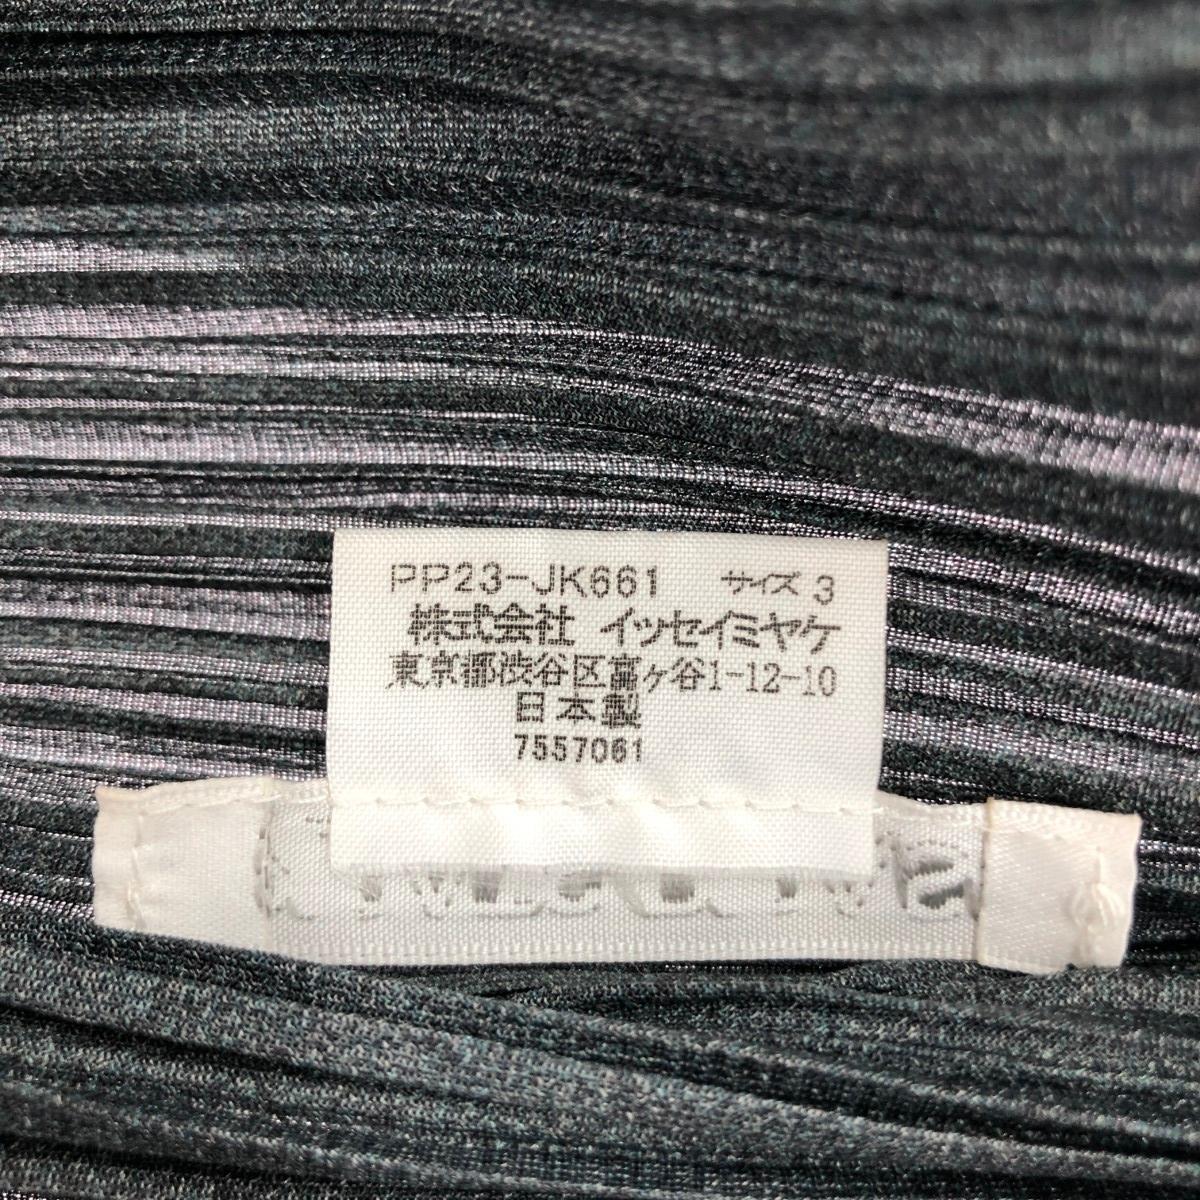 PP23-JK661 サイズ 3
株式会社 イッセイミヤケ
東京都渋谷区富ヶ谷1-12-10
日本製
7557061